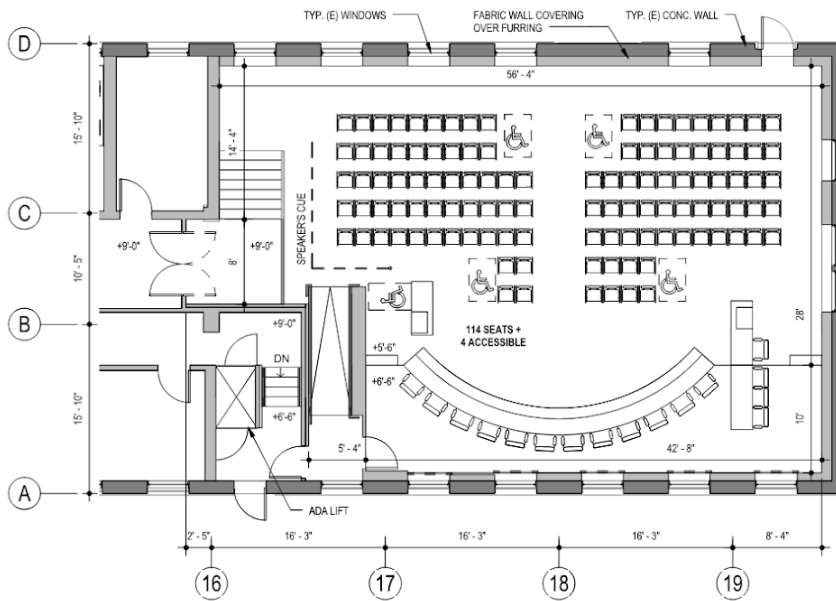 TYP. (E) WINDOWS
FABRIC WALL COVERING
OVER FURRING
TYP. (E) CONC. WALL
D
56' - 4"
15' - 10"
14' - 4"
C
SPEAKER'S CUE
+9'-0"
+9'-0"
8'
10' - 5"
B
+9'-0"
114 SEATS +
4 ACCESSIBLE
28'
+5'-6"
DN
+6'-6"
+6'-6"
15' - 10"
10'
5' - 4"
42' - 8"
A
ADA LIFT
2' - 5"
16' - 3"
16' - 3"
16' - 3"
8' - 4"
16
17
18
19